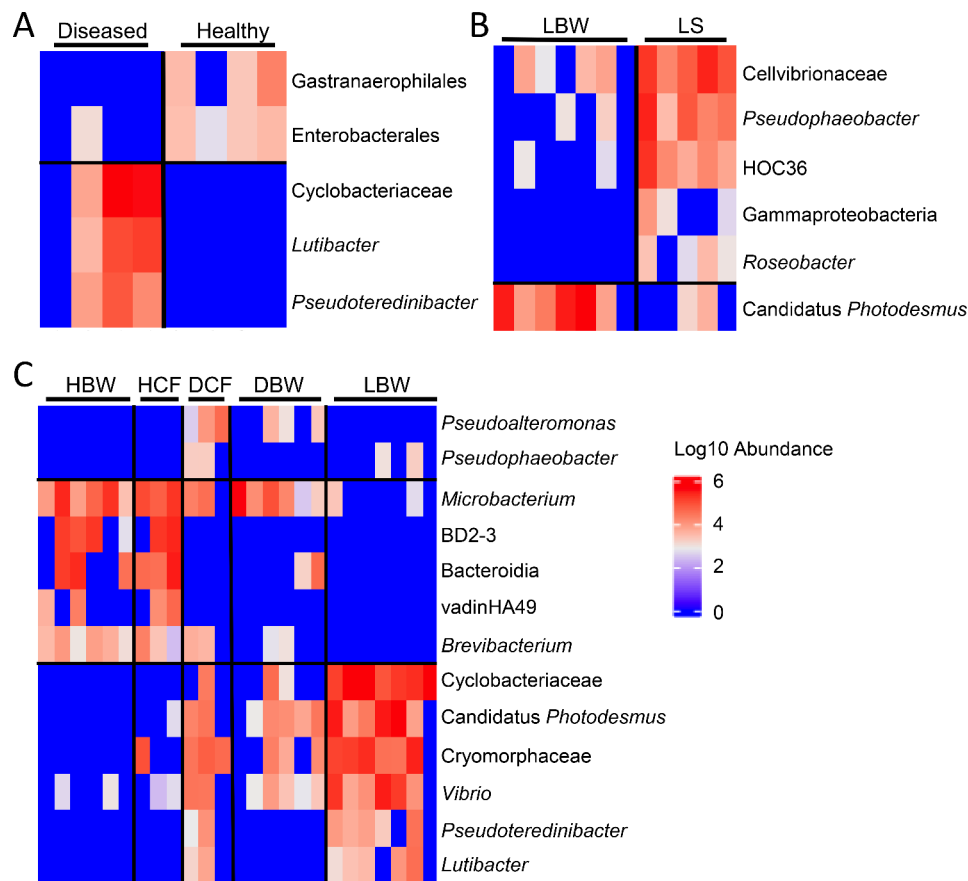 A
Diseased Healthy
Gastranaerophilales
Enterobacterales
Cyclobacteriaceae
Lutibacter
Pseudoteredinibacter
B
LBW LS
Cellvibrionaceae
Pseudophaeobacter
HOC36
Gammaproteobacteria
Roseobacter
Candidatus Photodesmus
C
HBW HCF DCF DBW LBW
Pseudoalteromonas
Pseudophaeobacter
Microbacterium
BD2-3
Bacteroidia
vadinHA49
Brevibacterium
Cyclobacteriaceae
Candidatus Photodesmus
Cryomorphaceae
Vibrio
Pseudoteredinibacter
Lutibacter
Log10 Abundance
6
4
2
0